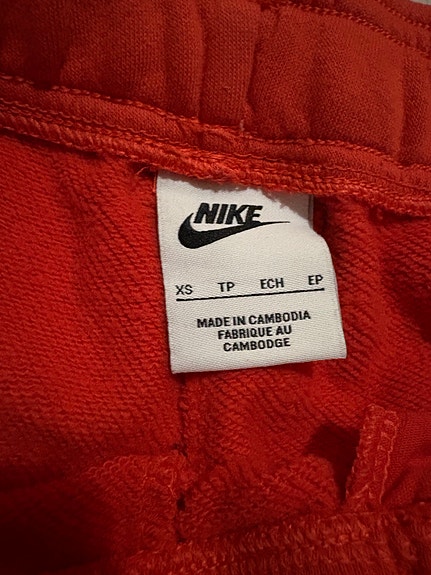 NIKE
XS TP ECH EP
MADE IN CAMBODIA
FABRIQUE AU
CAMBODGE